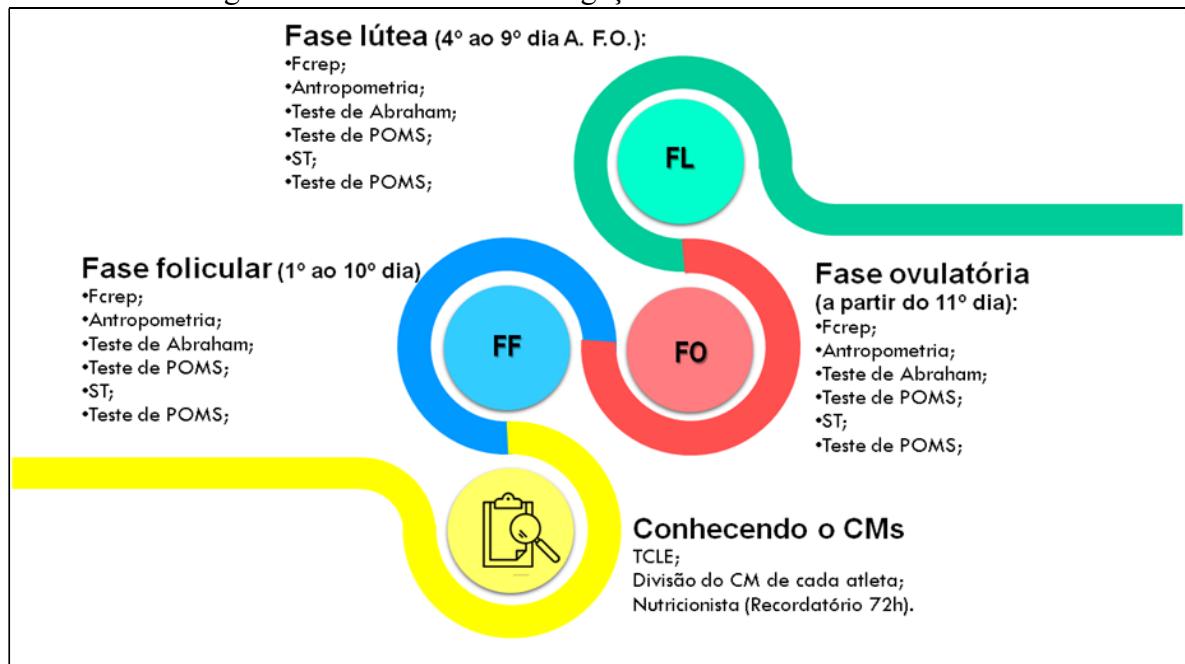 Fase lútea (4º ao 9º dia A. F.O.):
•Fcrep;
•Antropometria;
•Teste de Abraham;
•Teste de POMS;
•ST;
•Teste de POMS;
FL
Fase folicular (1º ao 10º dia)
•Fcrep;
•Antropometria;
•Teste de Abraham;
•Teste de POMS;
•ST;
•Teste de POMS;
FF
FO
Fase ovulatória
(a partir do 11º dia):
•Fcrep;
•Antropometria;
•Teste de Abraham;
•Teste de POMS;
•ST;
•Teste de POMS;
Conhecendo o CMs
TCLE;
Divisão do CM de cada atleta;
Nutricionista (Recordatório 72h).